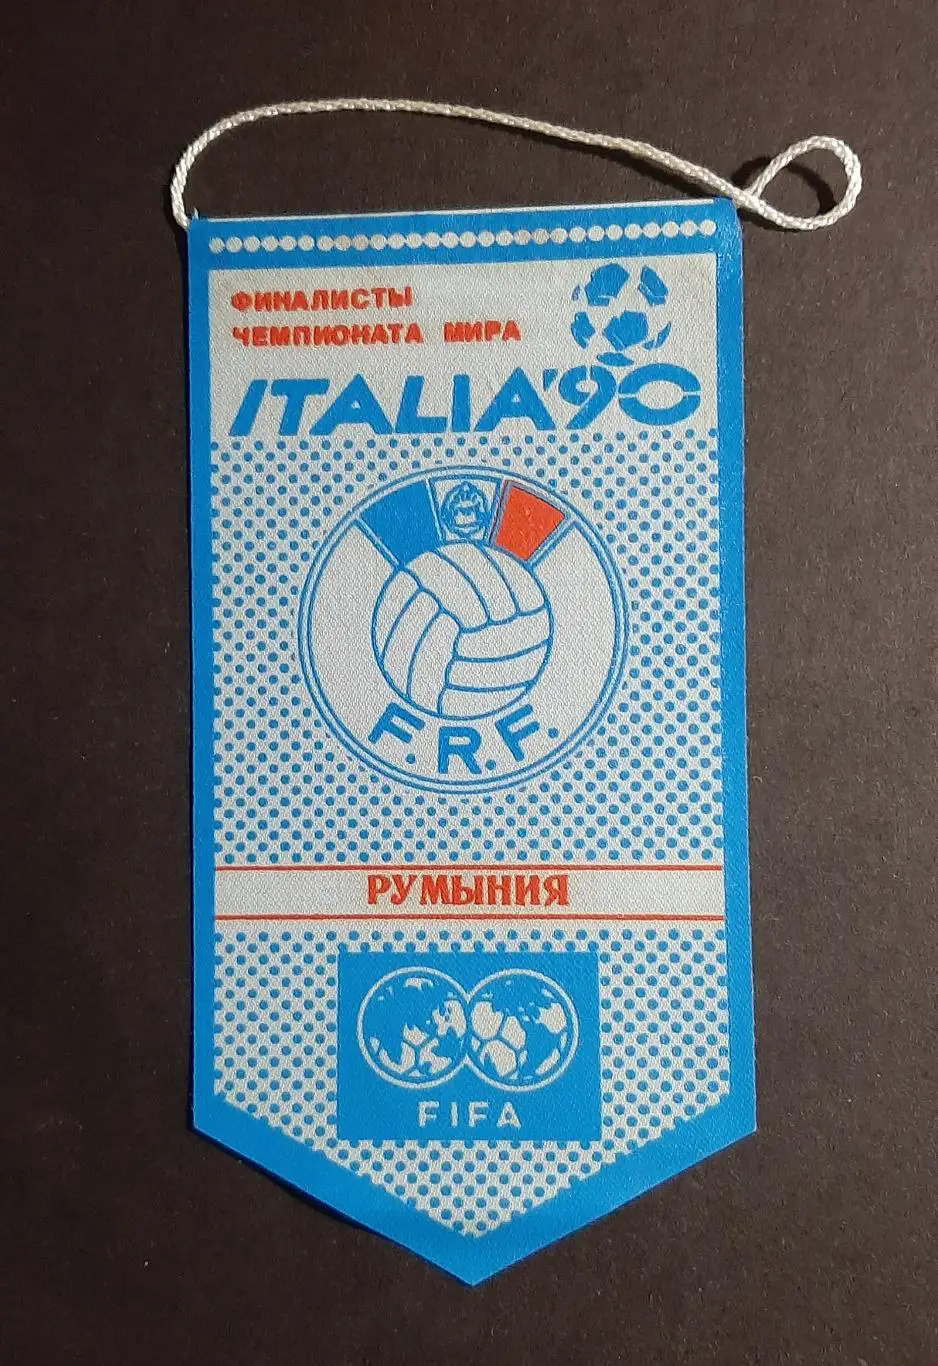 ФИНАЛИСТЫ
ЧЕМПИОНАТА МИРА
ITALIA'90
F.R.F.
РУМЫНИЯ
FIFA